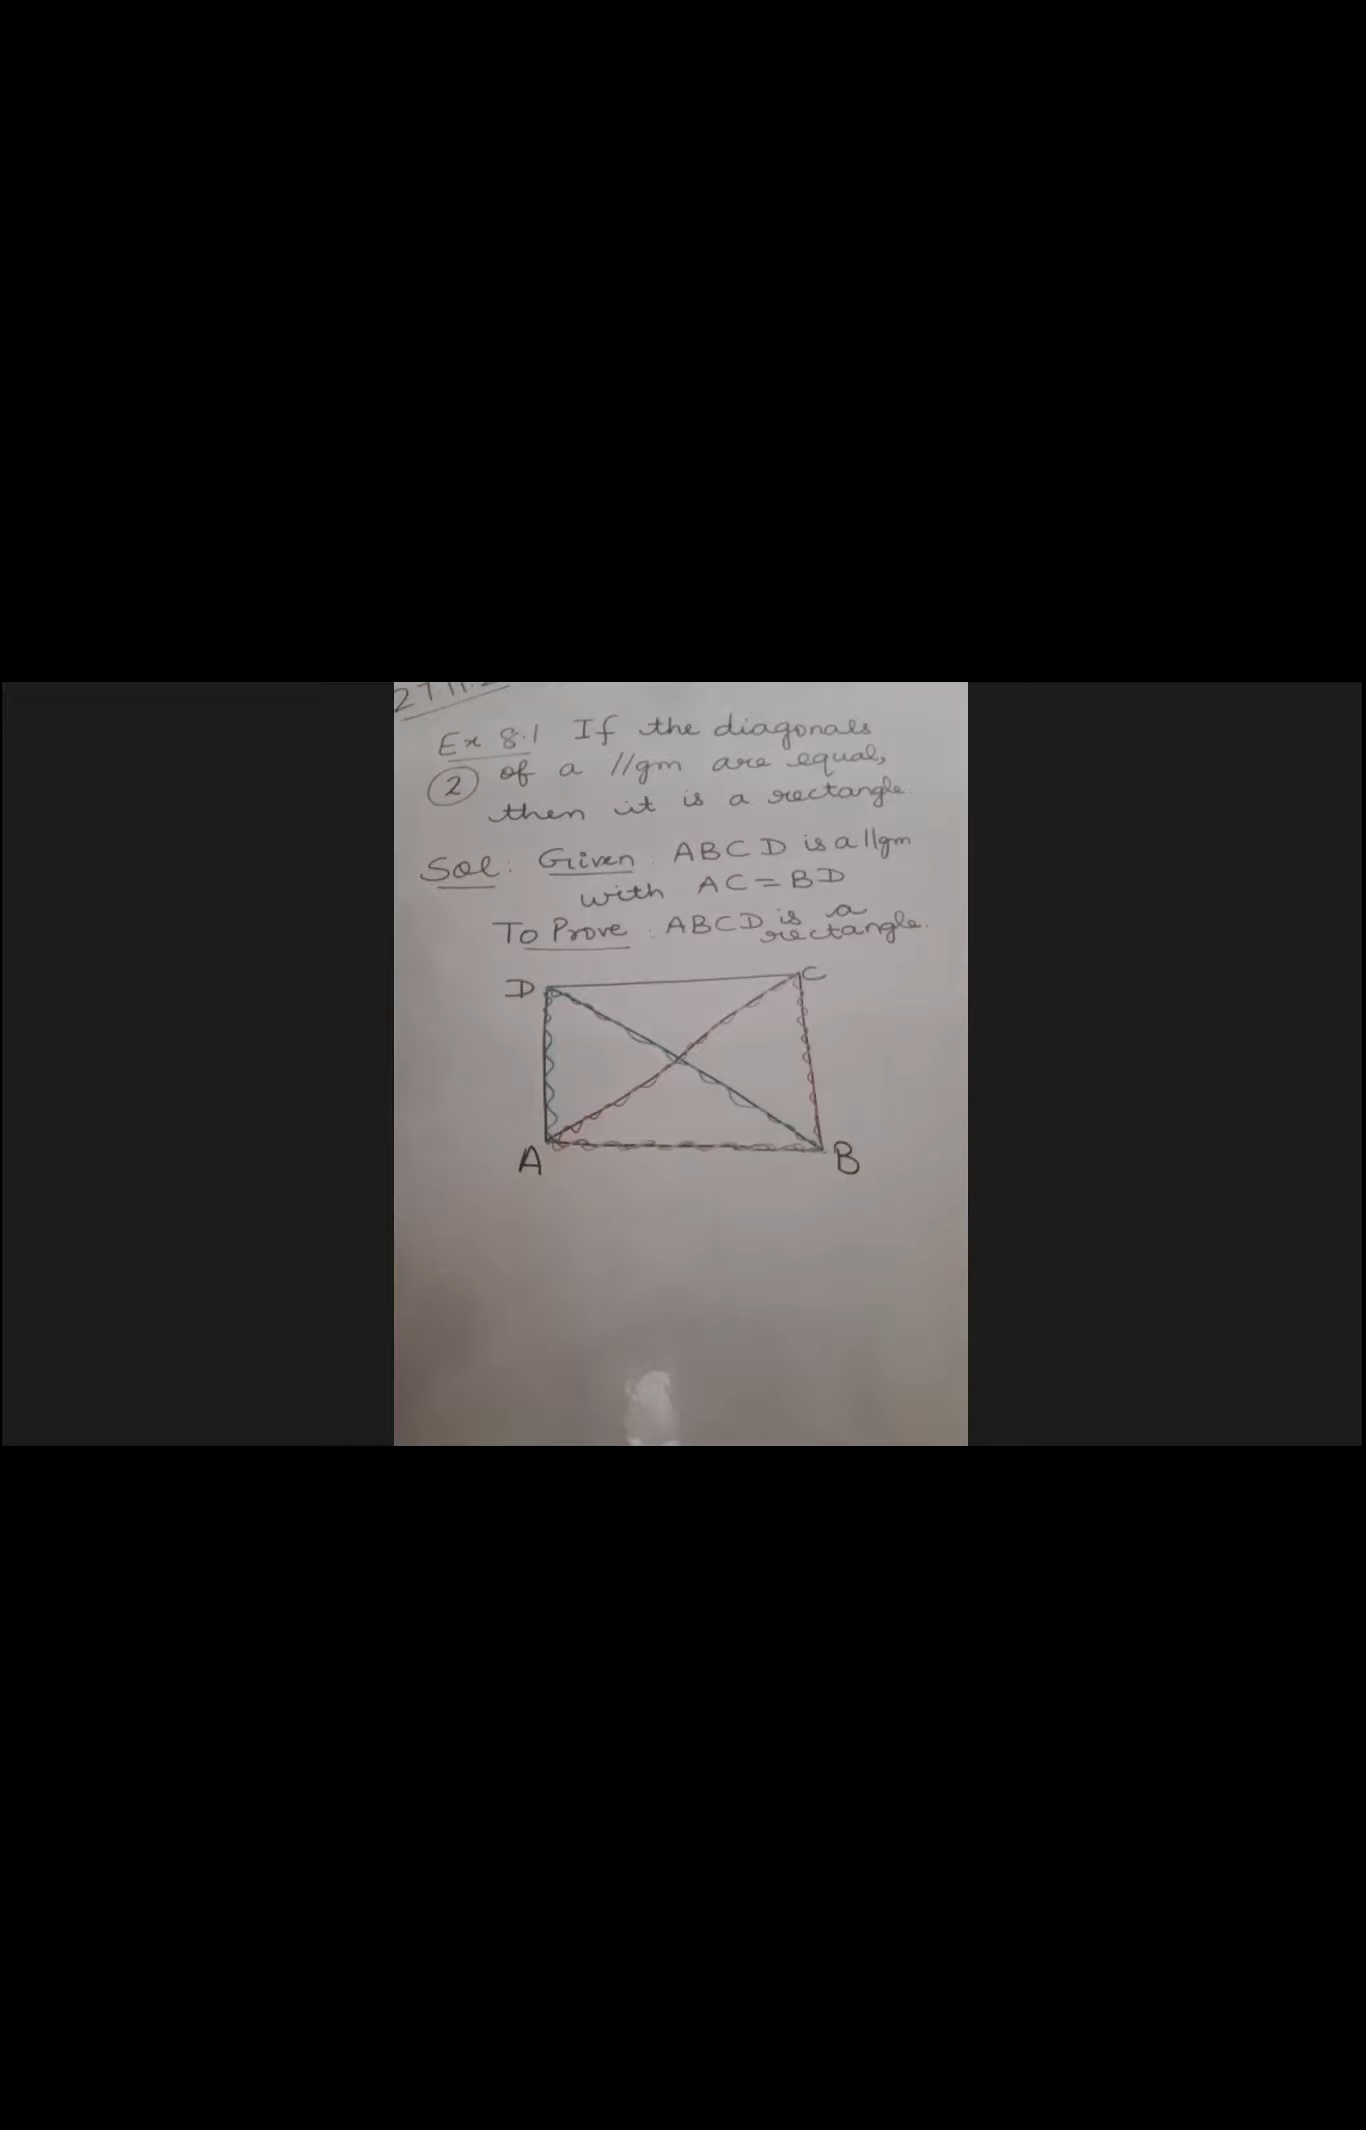 Ex 8.1 If the diagonals
② of a //gm are equal,
then it is a rectangle.
Sol: Given: ABCD is a ||gm
with AC = BD
To Prove: ABCD is a
rectangle.
D C
A B